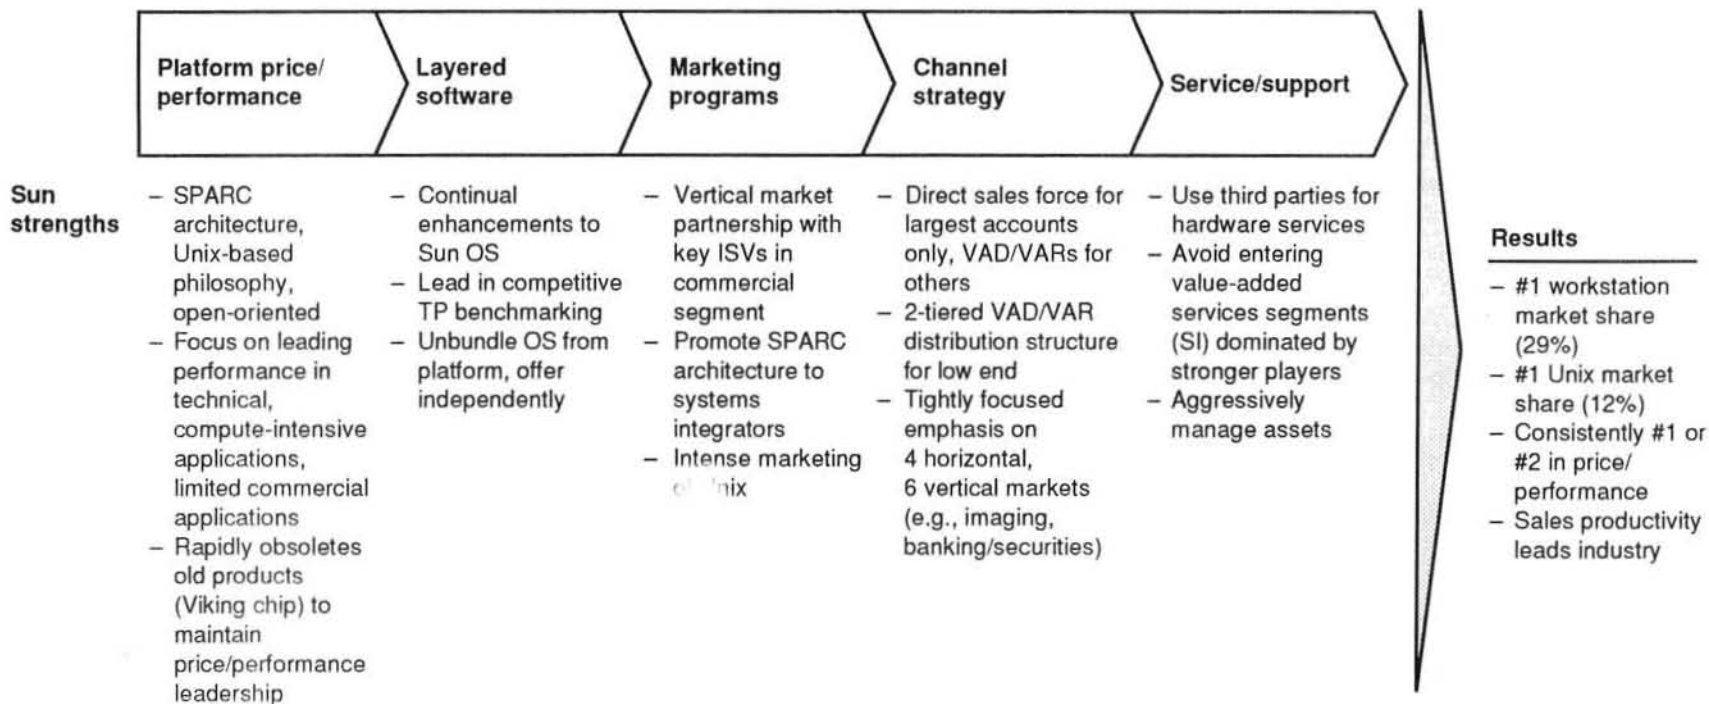 Platform price/
performance
Layered
software
Marketing
programs
Channel
strategy
Service/support
Sun
strengths
– SPARC
architecture,
Unix-based
philosophy,
open-oriented
– Focus on leading
performance in
technical,
compute-intensive
applications,
limited commercial
applications
– Rapidly obsoletes
old products
(Viking chip) to
maintain
price/performance
leadership
– Continual
enhancements to
Sun OS
– Lead in competitive
TP benchmarking
– Unbundle OS from
platform, offer
independently
– Vertical market
partnership with
key ISVs in
commercial
segment
– Promote SPARC
architecture to
systems
integrators
– Intense marketing
– Direct sales force for
largest accounts
only, VAD/VARs for
others
– 2-tiered VAD/VAR
distribution structure
for low end
– Tightly focused
emphasis on
4 horizontal,
6 vertical markets
(e.g., imaging,
banking/securities)
– Use third parties for
hardware services
– Avoid entering
value-added
services segments
(SI) dominated by
stronger players
– Aggressively
manage assets
Results
– #1 workstation
market share
(29%)
– #1 Unix market
share (12%)
– Consistently #1 or
#2 in price/
performance
– Sales productivity
leads industry